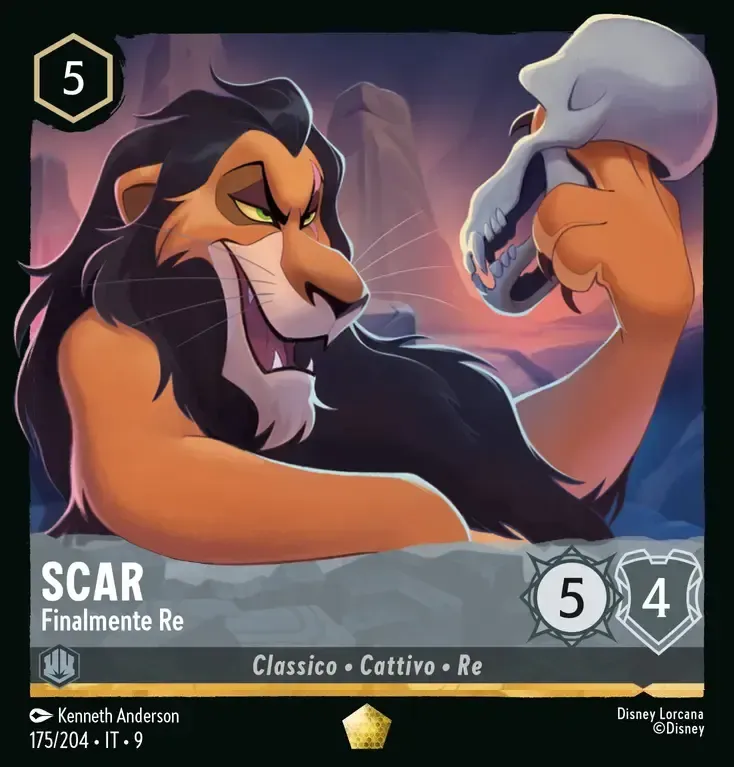 5
SCAR
Finalmente Re
5
4
Classico • Cattivo • Re
Kenneth Anderson
175/204 • IT • 9
Disney Lorcana
©Disney